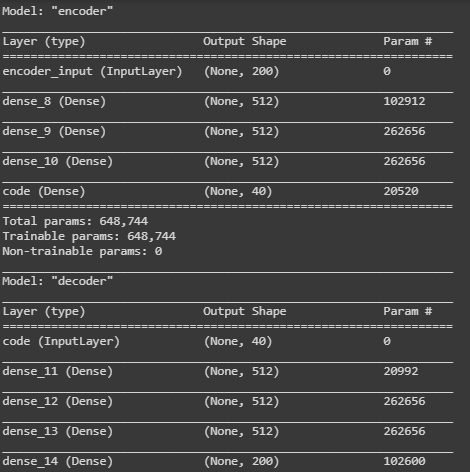 Model: "encoder"
_________________________________________________________________
Layer (type)                 Output Shape              Param #
=================================================================
encoder_input (InputLayer)   (None, 200)               0
_________________________________________________________________
dense_8 (Dense)              (None, 512)               102912
_________________________________________________________________
dense_9 (Dense)              (None, 512)               262656
_________________________________________________________________
dense_10 (Dense)             (None, 512)               262656
_________________________________________________________________
code (Dense)                 (None, 40)                20520
=================================================================
Total params: 648,744
Trainable params: 648,744
Non-trainable params: 0
_________________________________________________________________
Model: "decoder"
_________________________________________________________________
Layer (type)                 Output Shape              Param #
=================================================================
code (InputLayer)            (None, 40)                0
_________________________________________________________________
dense_11 (Dense)             (None, 512)               20992
_________________________________________________________________
dense_12 (Dense)             (None, 512)               262656
_________________________________________________________________
dense_13 (Dense)             (None, 512)               262656
_________________________________________________________________
dense_14 (Dense)             (None, 200)               102600